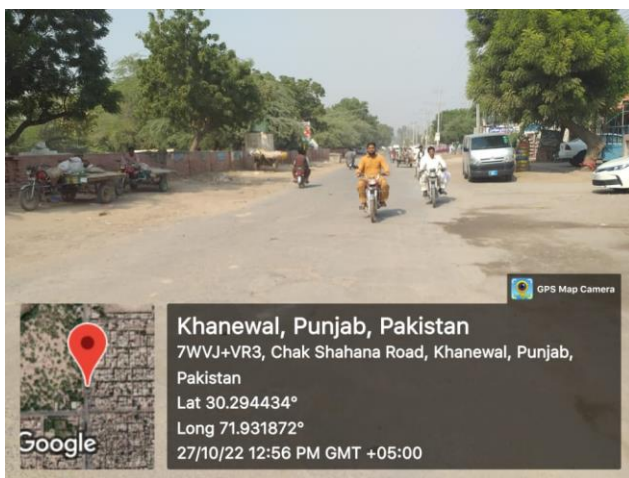 GPS Map Camera
Khanewal, Punjab, Pakistan
7WVJ+VR3, Chak Shahana Road, Khanewal, Punjab,
Pakistan
Lat 30.294434°
Long 71.931872°
27/10/22 12:56 PM GMT +05:00
Google